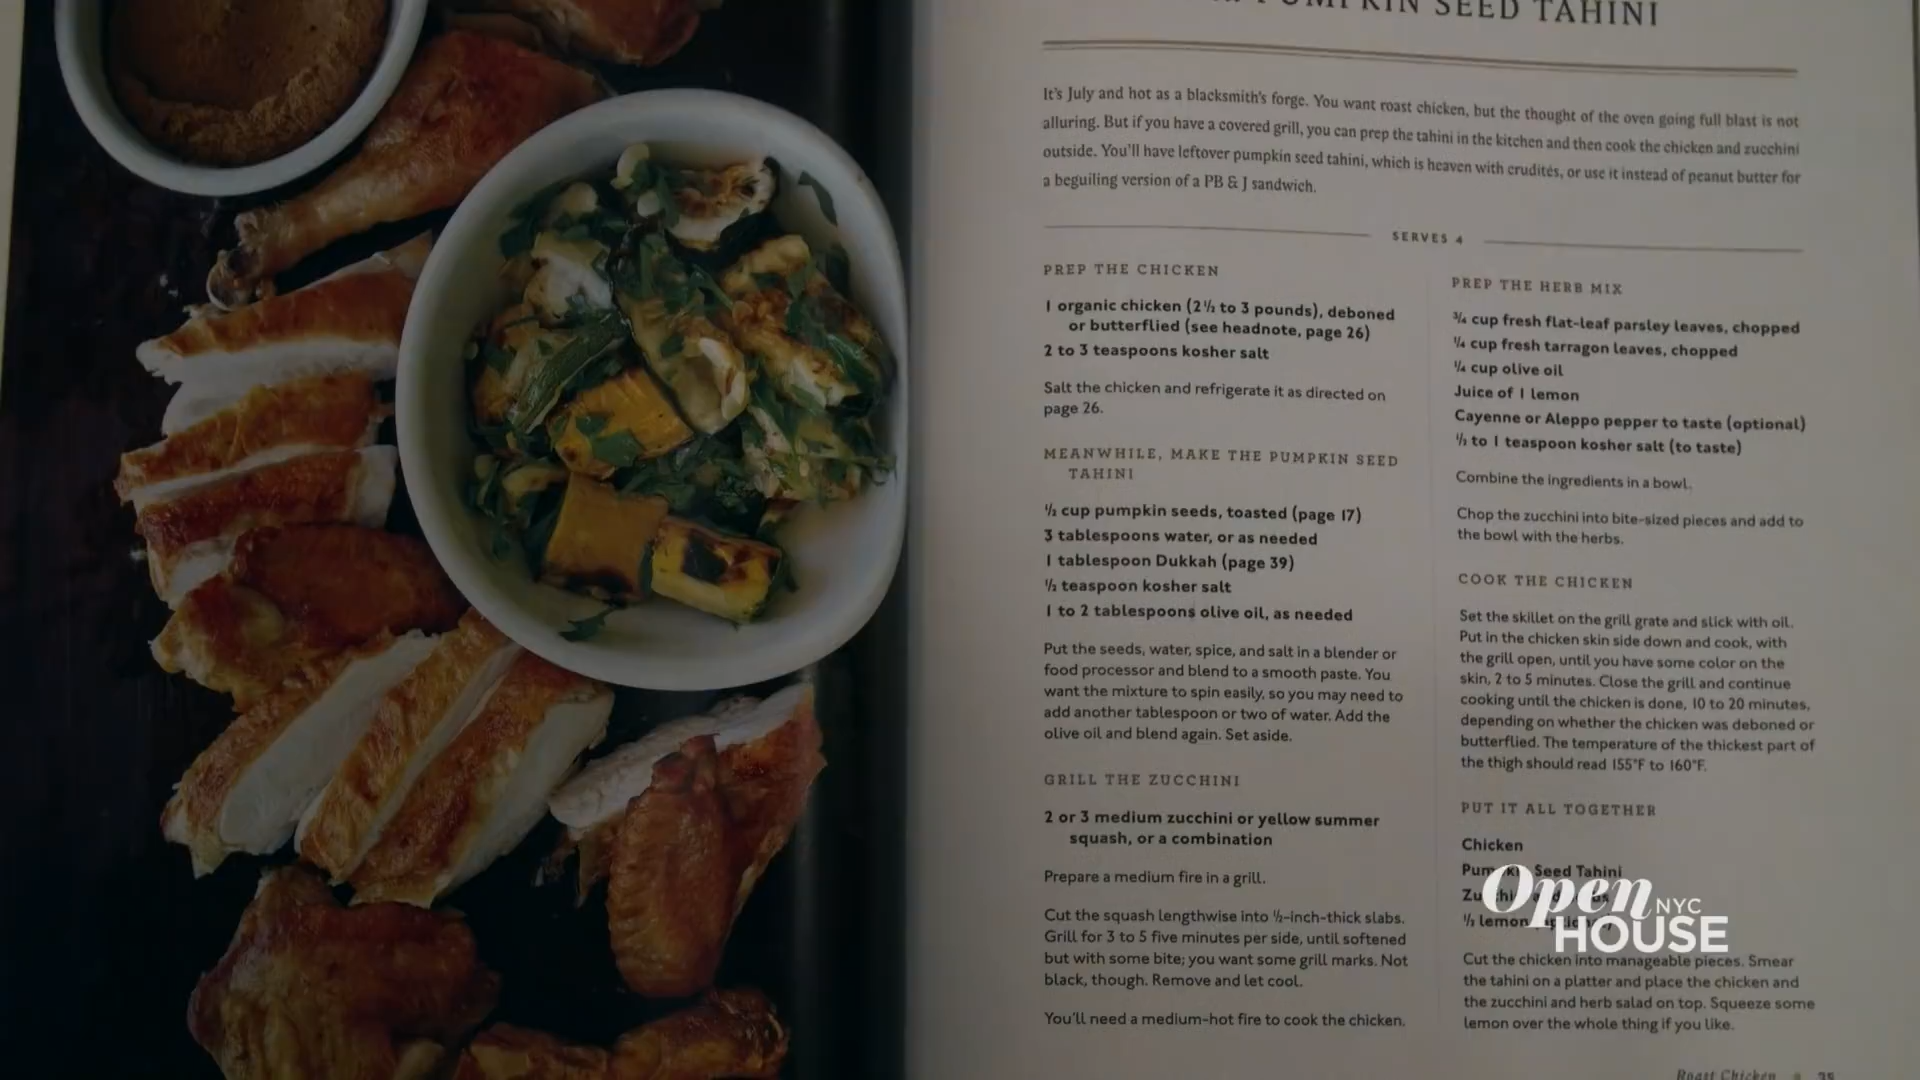 PUMPKIN SEED TAHINI
It's July and hot as a blacksmith's forge. You want roast chicken, but the thought of the oven going full blast is not
alluring. But if you have a covered grill, you can prep the tahini in the kitchen and then cook the chicken and zucchini
outside. You'll have leftover pumpkin seed tahini, which is heaven with crudités, or use it instead of peanut butter for
a beguiling version of a PB & J sandwich.
SERVES 4
PREP THE CHICKEN
1 organic chicken (2½ to 3 pounds), deboned
or butterflied (see headnote, page 26)
2 to 3 teaspoons kosher salt
Salt the chicken and refrigerate it as directed on
page 26.
MEANWHILE, MAKE THE PUMPKIN SEED
TAHINI
½ cup pumpkin seeds, toasted (page 17)
3 tablespoons water, or as needed
1 tablespoon Dukkah (page 39)
½ teaspoon kosher salt
1 to 2 tablespoons olive oil, as needed
Put the seeds, water, spice, and salt in a blender or
food processor and blend to a smooth paste. You
want the mixture to spin easily, so you may need to
add another tablespoon or two of water. Add the
olive oil and blend again. Set aside.
GRILL THE ZUCCHINI
2 or 3 medium zucchini or yellow summer
squash, or a combination
Prepare a medium fire in a grill.
Cut the squash lengthwise into ½-inch-thick slabs.
Grill for 3 to 5 five minutes per side, until softened
but with some bite; you want some grill marks. Not
black, though. Remove and let cool.
You'll need a medium-hot fire to cook the chicken.
PREP THE HERB MIX
¾ cup fresh flat-leaf parsley leaves, chopped
¼ cup fresh tarragon leaves, chopped
¼ cup olive oil
Juice of 1 lemon
Cayenne or Aleppo pepper to taste (optional)
½ to 1 teaspoon kosher salt (to taste)
Combine the ingredients in a bowl.
Chop the zucchini into bite-sized pieces and add to
the bowl with the herbs.
COOK THE CHICKEN
Set the skillet on the grill grate and slick with oil.
Put in the chicken skin side down and cook, with
the grill open, until you have some color on the
skin, 2 to 5 minutes. Close the grill and continue
cooking until the chicken is done, 10 to 20 minutes,
depending on whether the chicken was deboned or
butterflied. The temperature of the thickest part of
the thigh should read 155°F to 160°F.
PUT IT ALL TOGETHER
Chicken
Seed Tahini
½ lemon
Cut the chicken into manageable pieces. Smear
the tahini on a platter and place the chicken and
the zucchini and herb salad on top. Squeeze some
lemon over the whole thing if you like.
Roast Chicken
Open NYC
HOUSE